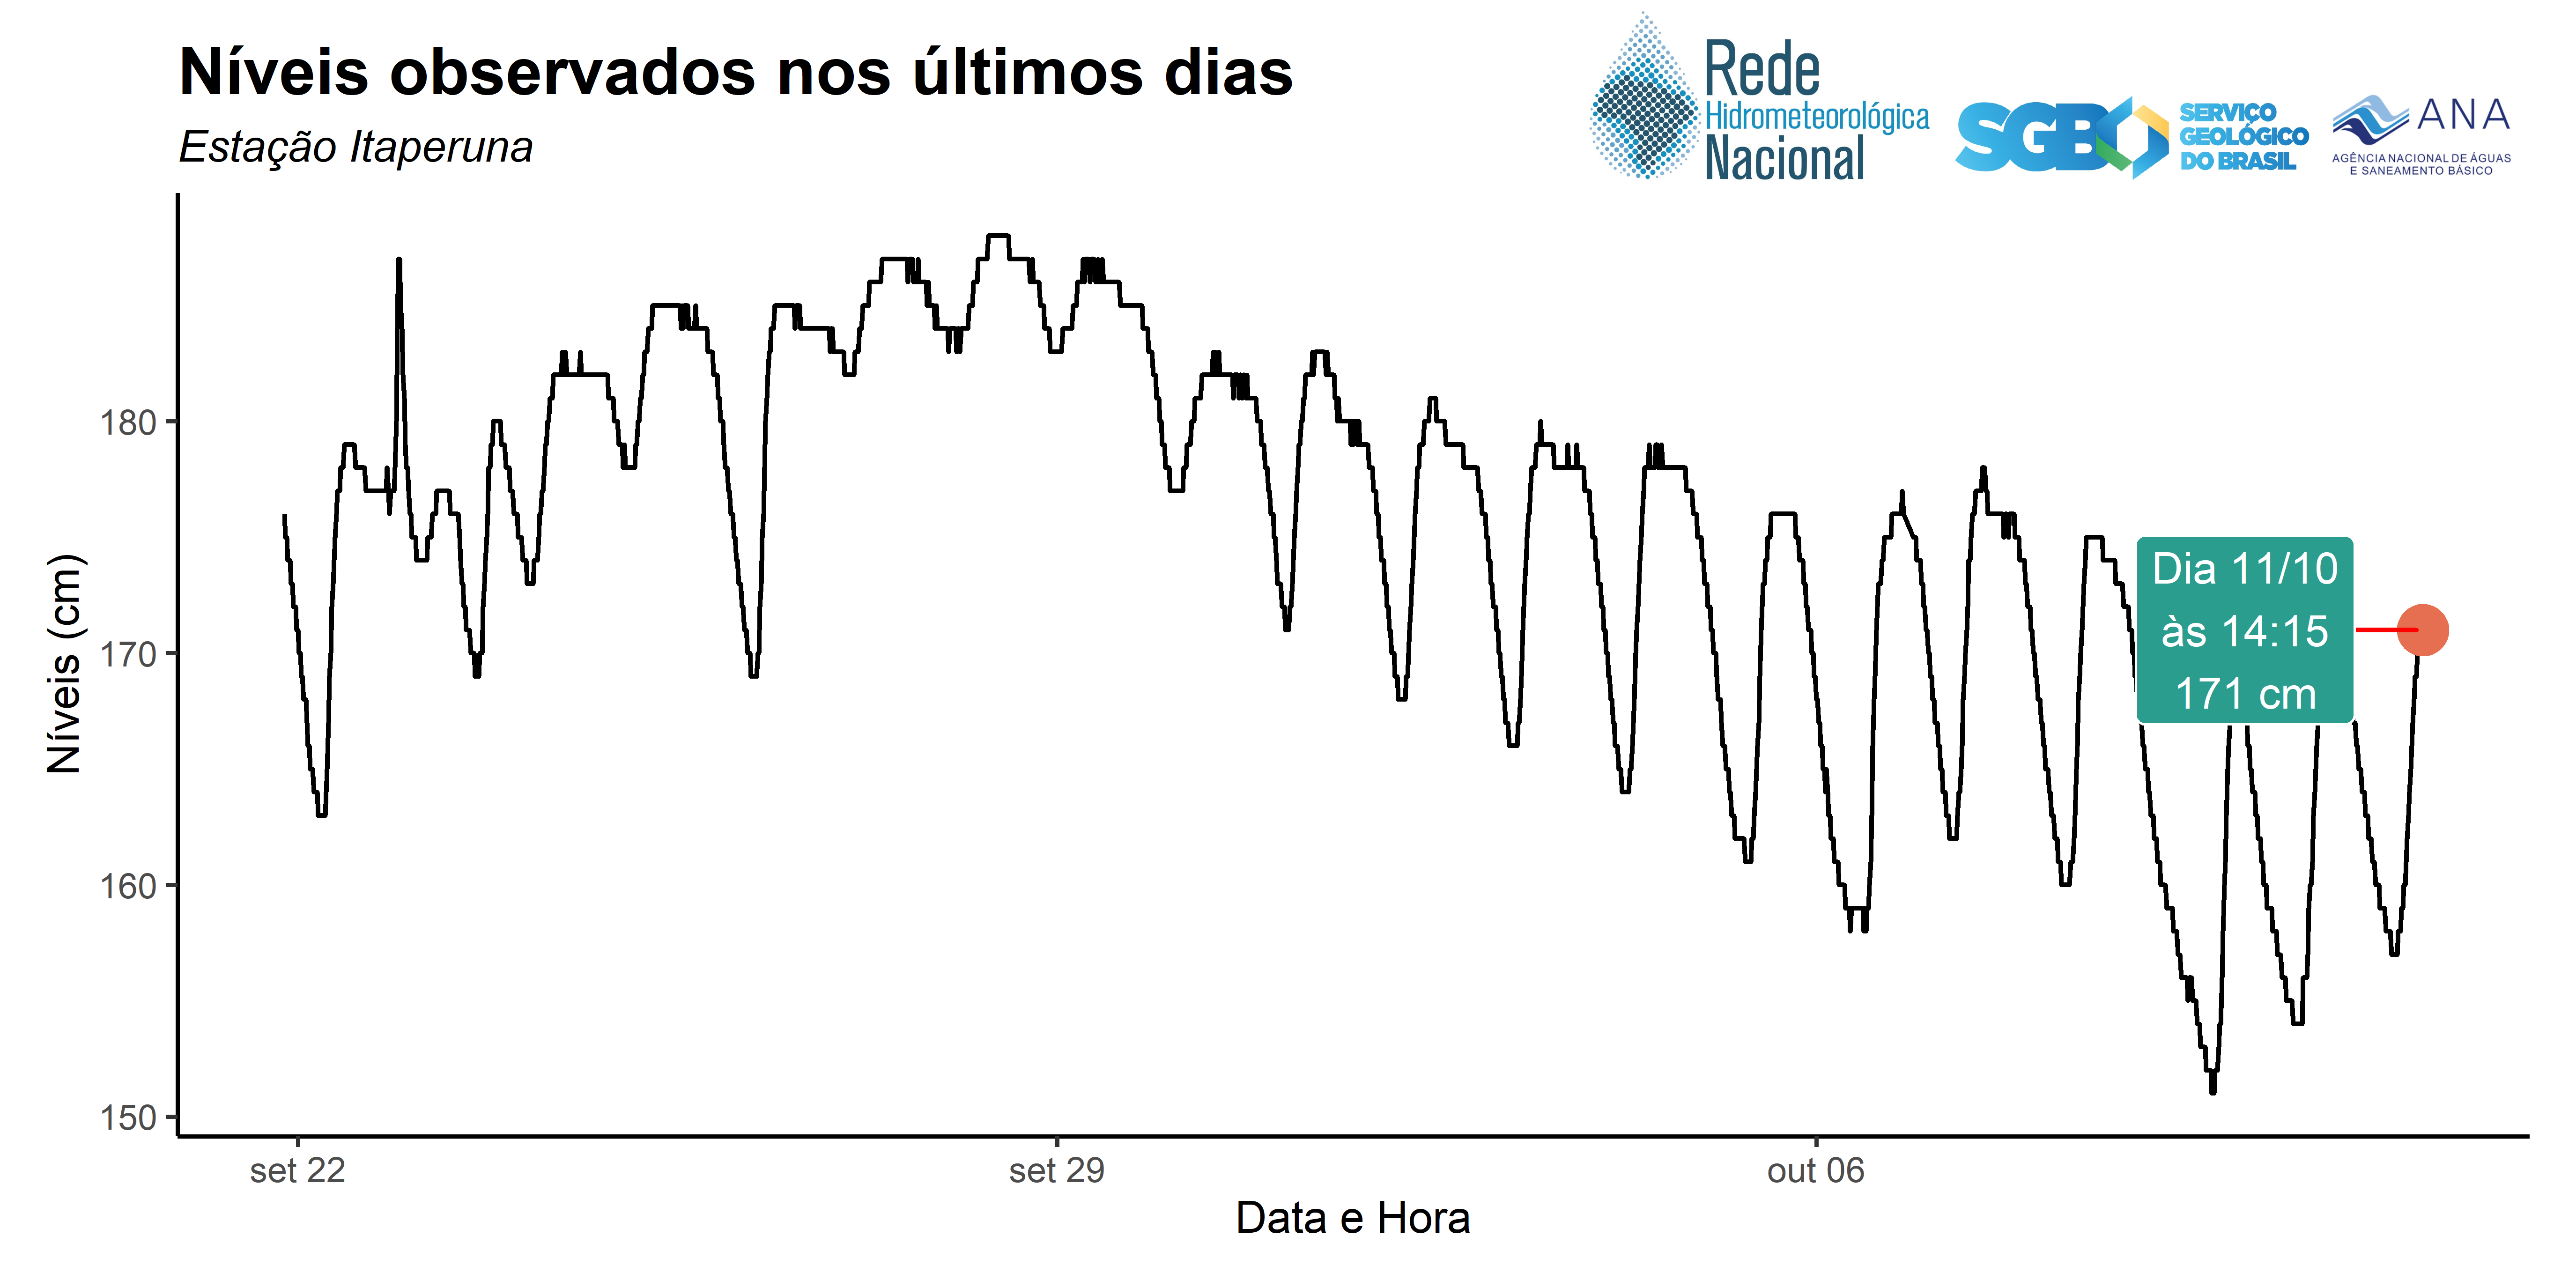 Níveis observados nos últimos dias
Estação Itaperuna
Rede
Hidrometeorológica
Nacional
SGB
SERVIÇO
GEOLÓGICO
DO BRASIL
ANA
AGÊNCIA NACIONAL DE ÁGUAS
E SANEAMENTO BÁSICO
Níveis (cm)
180
170
160
150
Dia 11/10
às 14:15
171 cm
set 22
set 29
out 06
Data e Hora